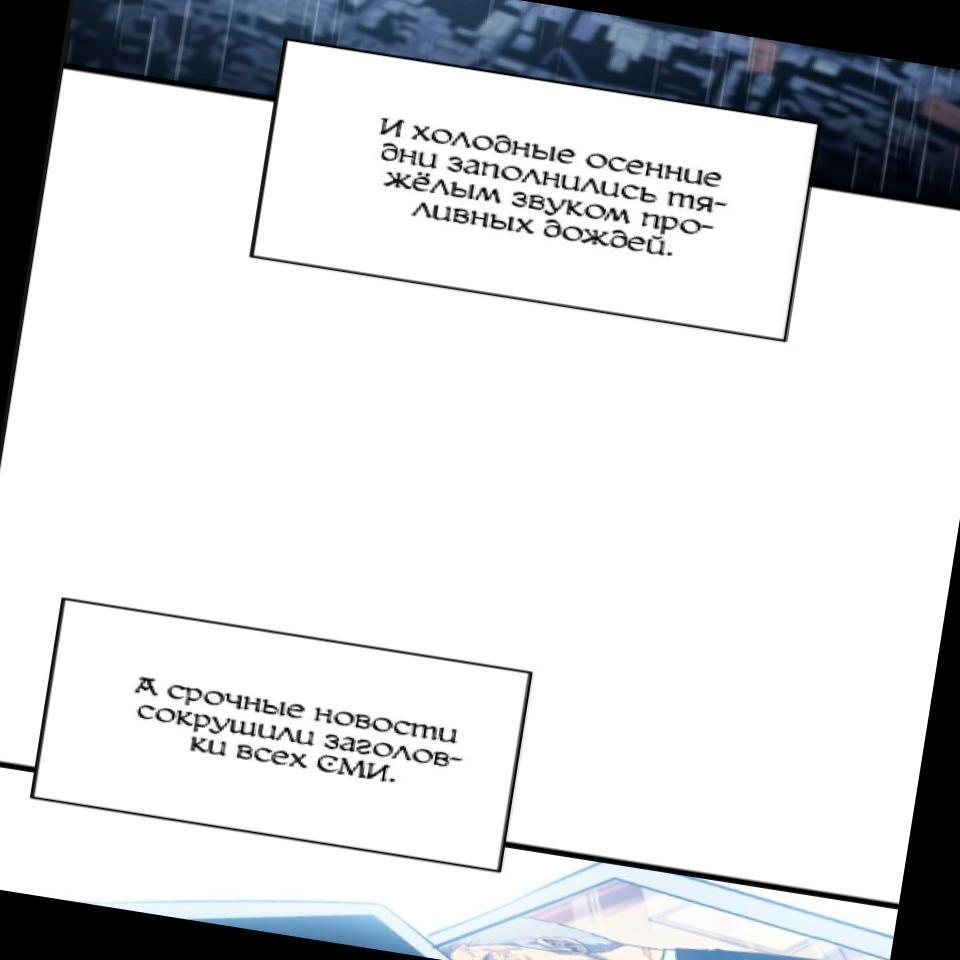 И холодные осенние
дни заполнились тя-
жёлым звуком про-
ливных дождей.
А срочные новости
сокрушили заголов-
ки всех СМИ.